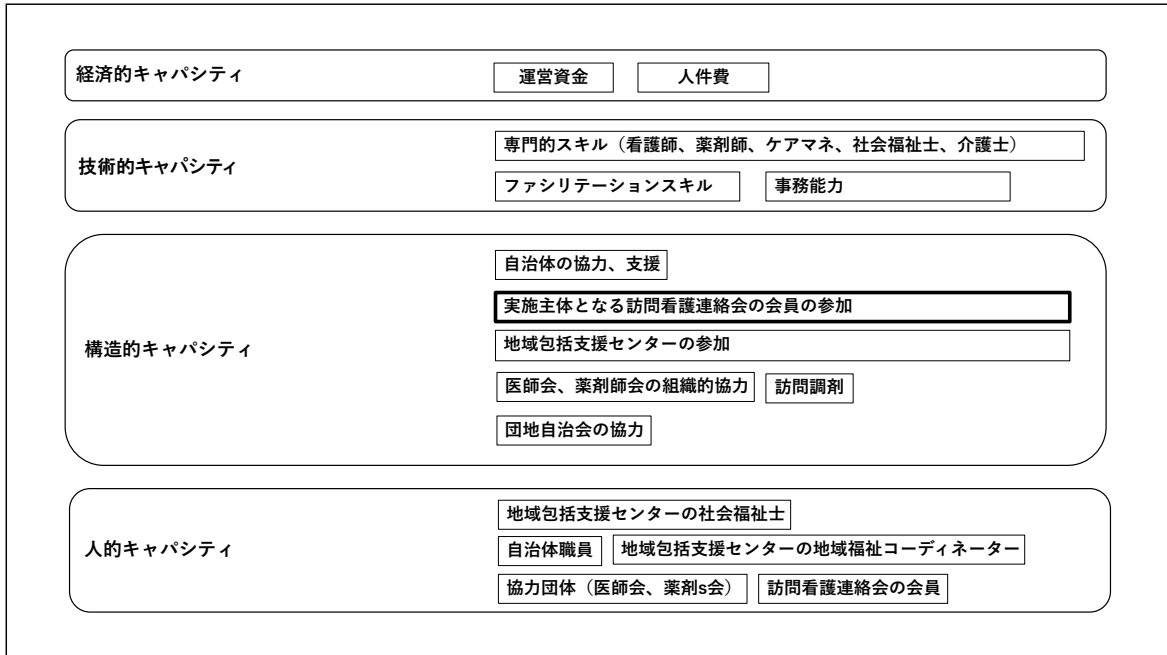 経済的キャパシティ
運営資金
人件費
技術的キャパシティ
専門的スキル（看護師、薬剤師、ケアマネ、社会福祉士、介護士）
ファシリテーションスキル
事務能力
構造的キャパシティ
自治体の協力、支援
実施主体となる訪問看護連絡会の会員の参加
地域包括支援センターの参加
医師会、薬剤師会の組織的協力
訪問調剤
団地自治会の協力
人的キャパシティ
地域包括支援センターの社会福祉士
自治体職員
地域包括支援センターの地域福祉コーディネーター
協力団体（医師会、薬剤s会）
訪問看護連絡会の会員